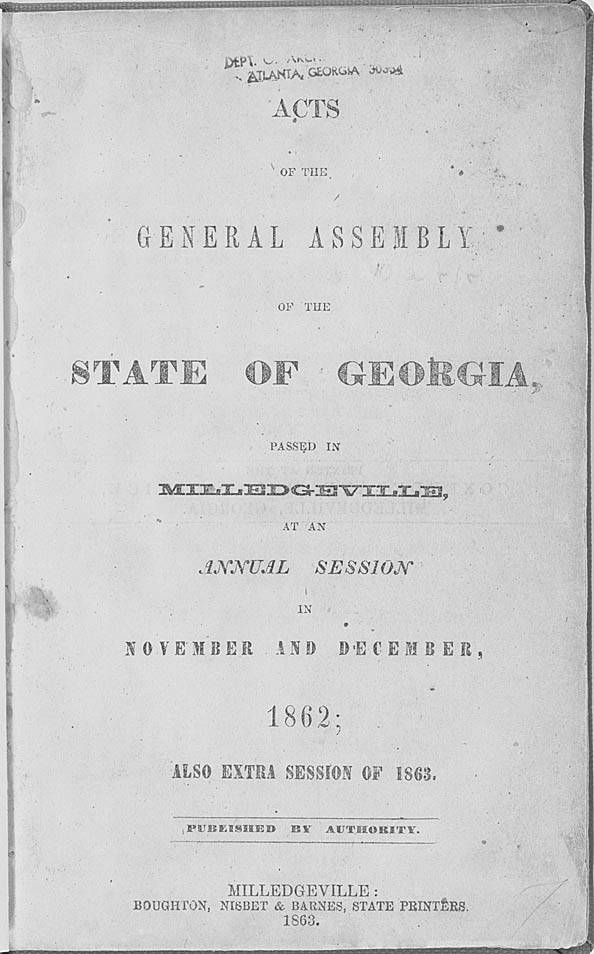 DEPT.
ATLANTA, GEORGIA
ACTS
OF THE
GENERAL ASSEMBLY
OF THE
STATE OF GEORGIA,
PASSED IN
MILLEDGEVILLE,
AT AN
ANNUAL SESSION
IN
NOVEMBER AND DECEMBER,
1862;
ALSO EXTRA SESSION OF 1863.
PUBLISHED BY AUTHORITY.
MILLEDGEVILLE:
BOUGHTON, NISBET & BARNES, STATE PRINTERS.
1863.